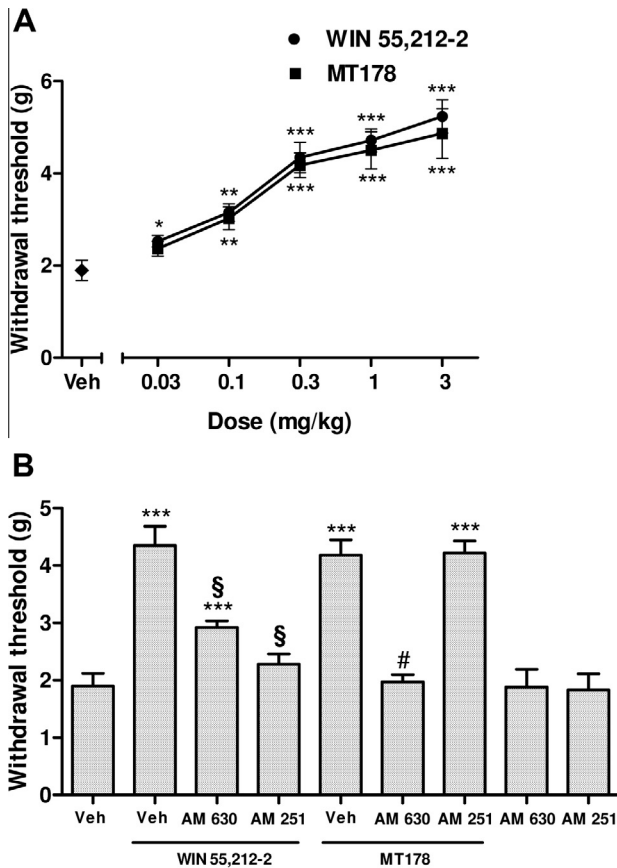 A
WIN 55,212-2
MT178
Withdrawal threshold (g)
6
4
2
0
*** *** ***
* **
** *** *** ***
Veh 0.03 0.1 0.3 1 3
Dose (mg/kg)
B
Withdrawal threshold (g)
5
4
3
2
1
0
*** *** ***
§
*** § #
Veh Veh AM 630 AM 251 Veh AM 630 AM 251 AM 630 AM 251
WIN 55,212-2 MT178